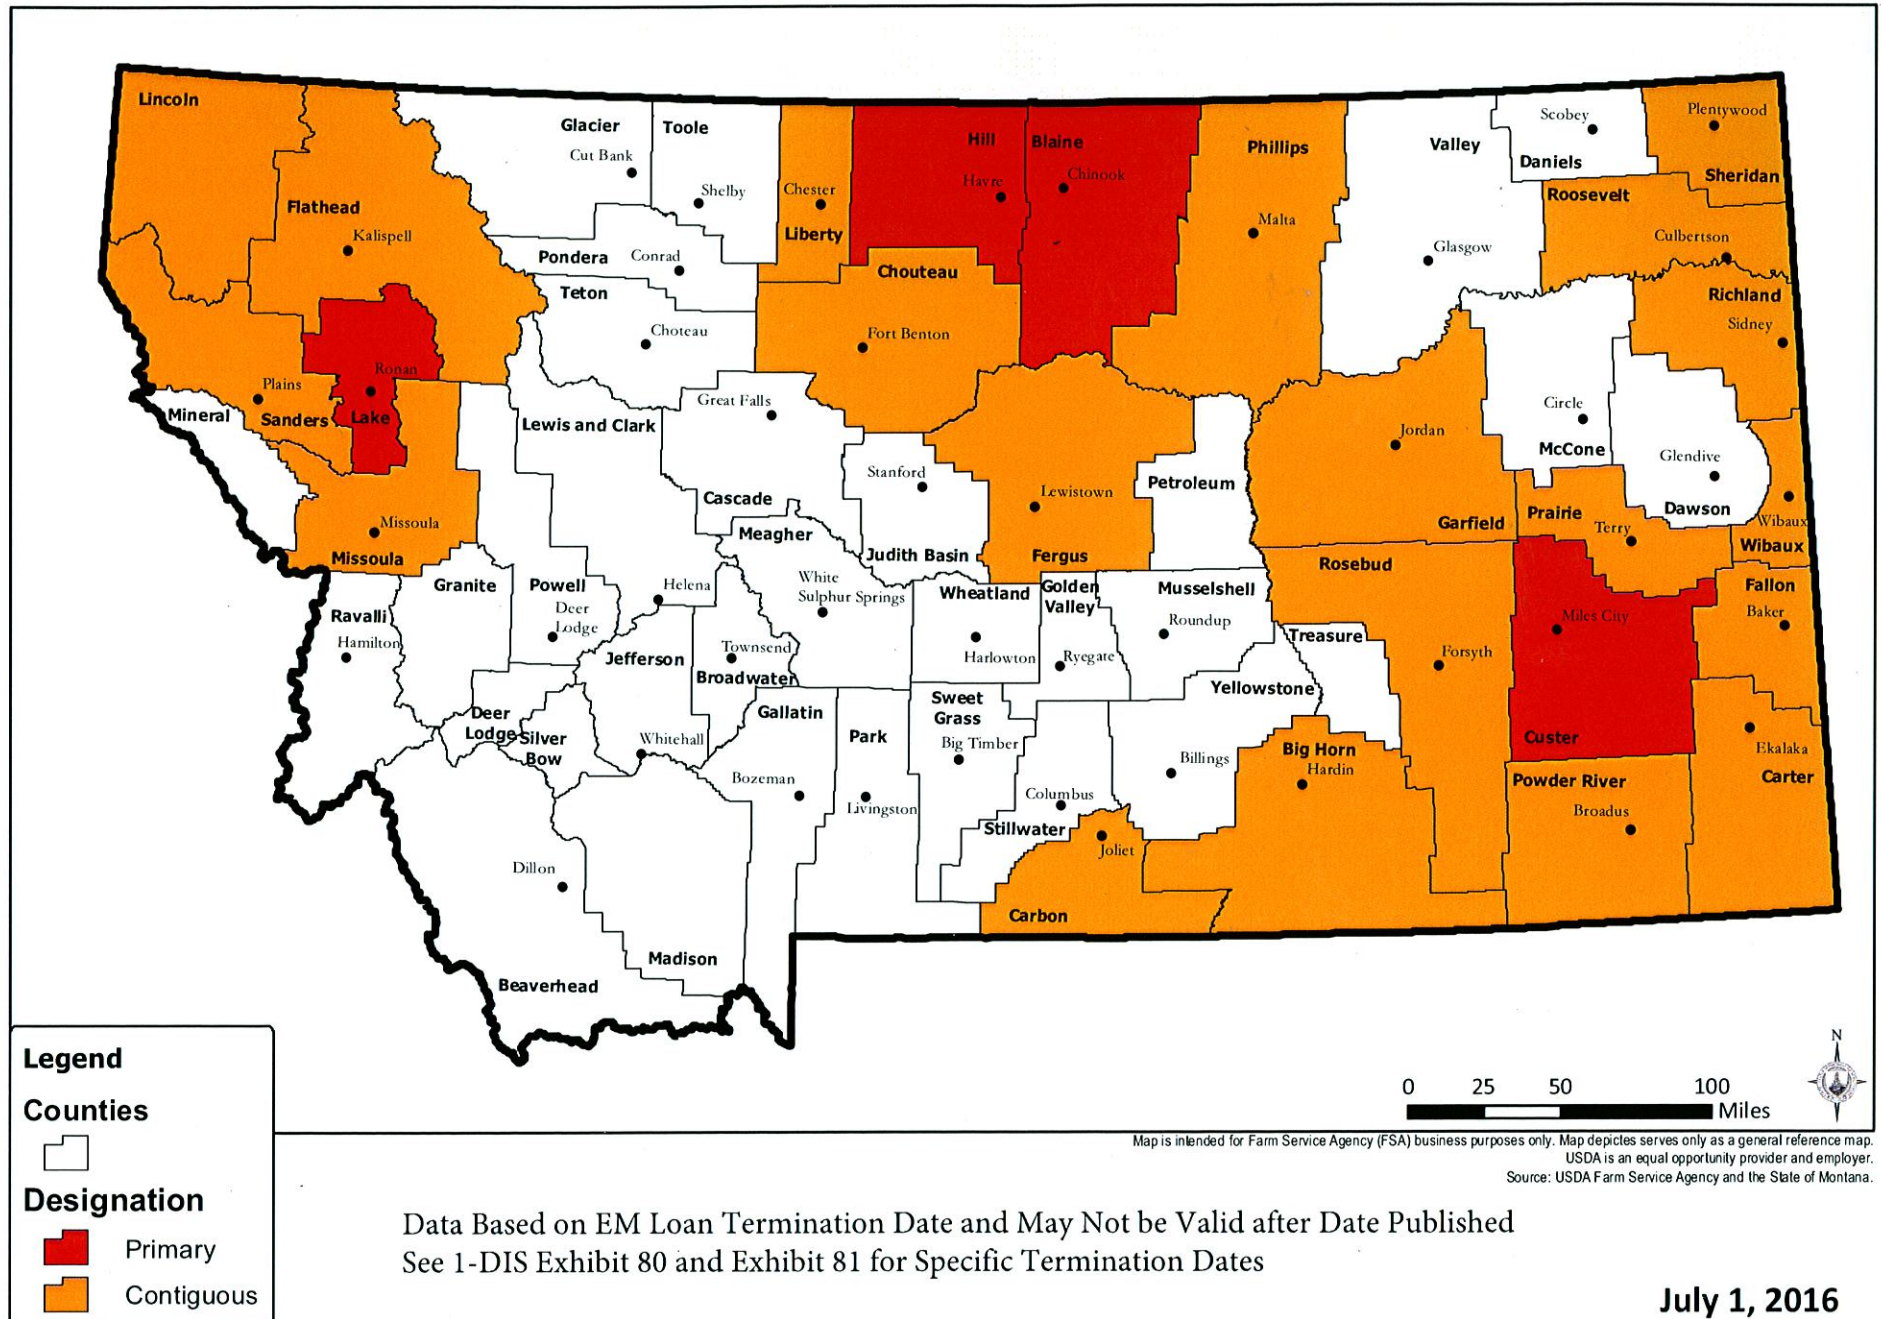 Lincoln
Glacier
Toole
Hill
Blaine
Phillips
Valley
Scobey
Daniels
Plentywood
Sheridan
Cut Bank
Shelby
Chester
Liberty
Havre
Chinook
Malta
Roosevelt
Culbertson
Flathead
Kalispell
Pondera
Conrad
Chouteau
Glasgow
Teton
Choteau
Fort Benton
Richland
Sidney
Ronan
Plains
Mineral
Sanders
Lake
Lewis and Clark
Great Falls
Circle
McCone
Jordan
Stanford
Glendive
Dawson
Cascade
Lewistown
Petroleum
Missoula
Missoula
Meagher
Judith Basin
Fergus
Garfield
Prairie
Terry
Wibaux
Wibaux
Granite
Powell
Deer
Lodge
Helena
White
Sulphur Springs
Wheatland
Golden
Valley
Musselshell
Rosebud
Fallon
Baker
Ravalli
Hamilton
Jefferson
Townsend
Broadwater
Harlowton
Ryegate
Roundup
Treasure
Forsyth
Miles City
Custer
Deer
Lodge
Silver
Bow
Whitehall
Gallatin
Park
Sweet
Grass
Big Timber
Yellowstone
Billings
Big Horn
Hardin
Powder River
Broadus
Ekalaka
Carter
Bozeman
Livingston
Columbus
Stillwater
Joliet
Carbon
Dillon
Madison
Beaverhead
Legend
Counties
Designation
Primary
Contiguous
N
0 25 50 100
Miles
Map is intended for Farm Service Agency (FSA) business purposes only. Map depictes serves only as a general reference map.
USDA is an equal opportunity provider and employer.
Source: USDA Farm Service Agency and the State of Montana.
Data Based on EM Loan Termination Date and May Not be Valid after Date Published
See 1-DIS Exhibit 80 and Exhibit 81 for Specific Termination Dates
July 1, 2016